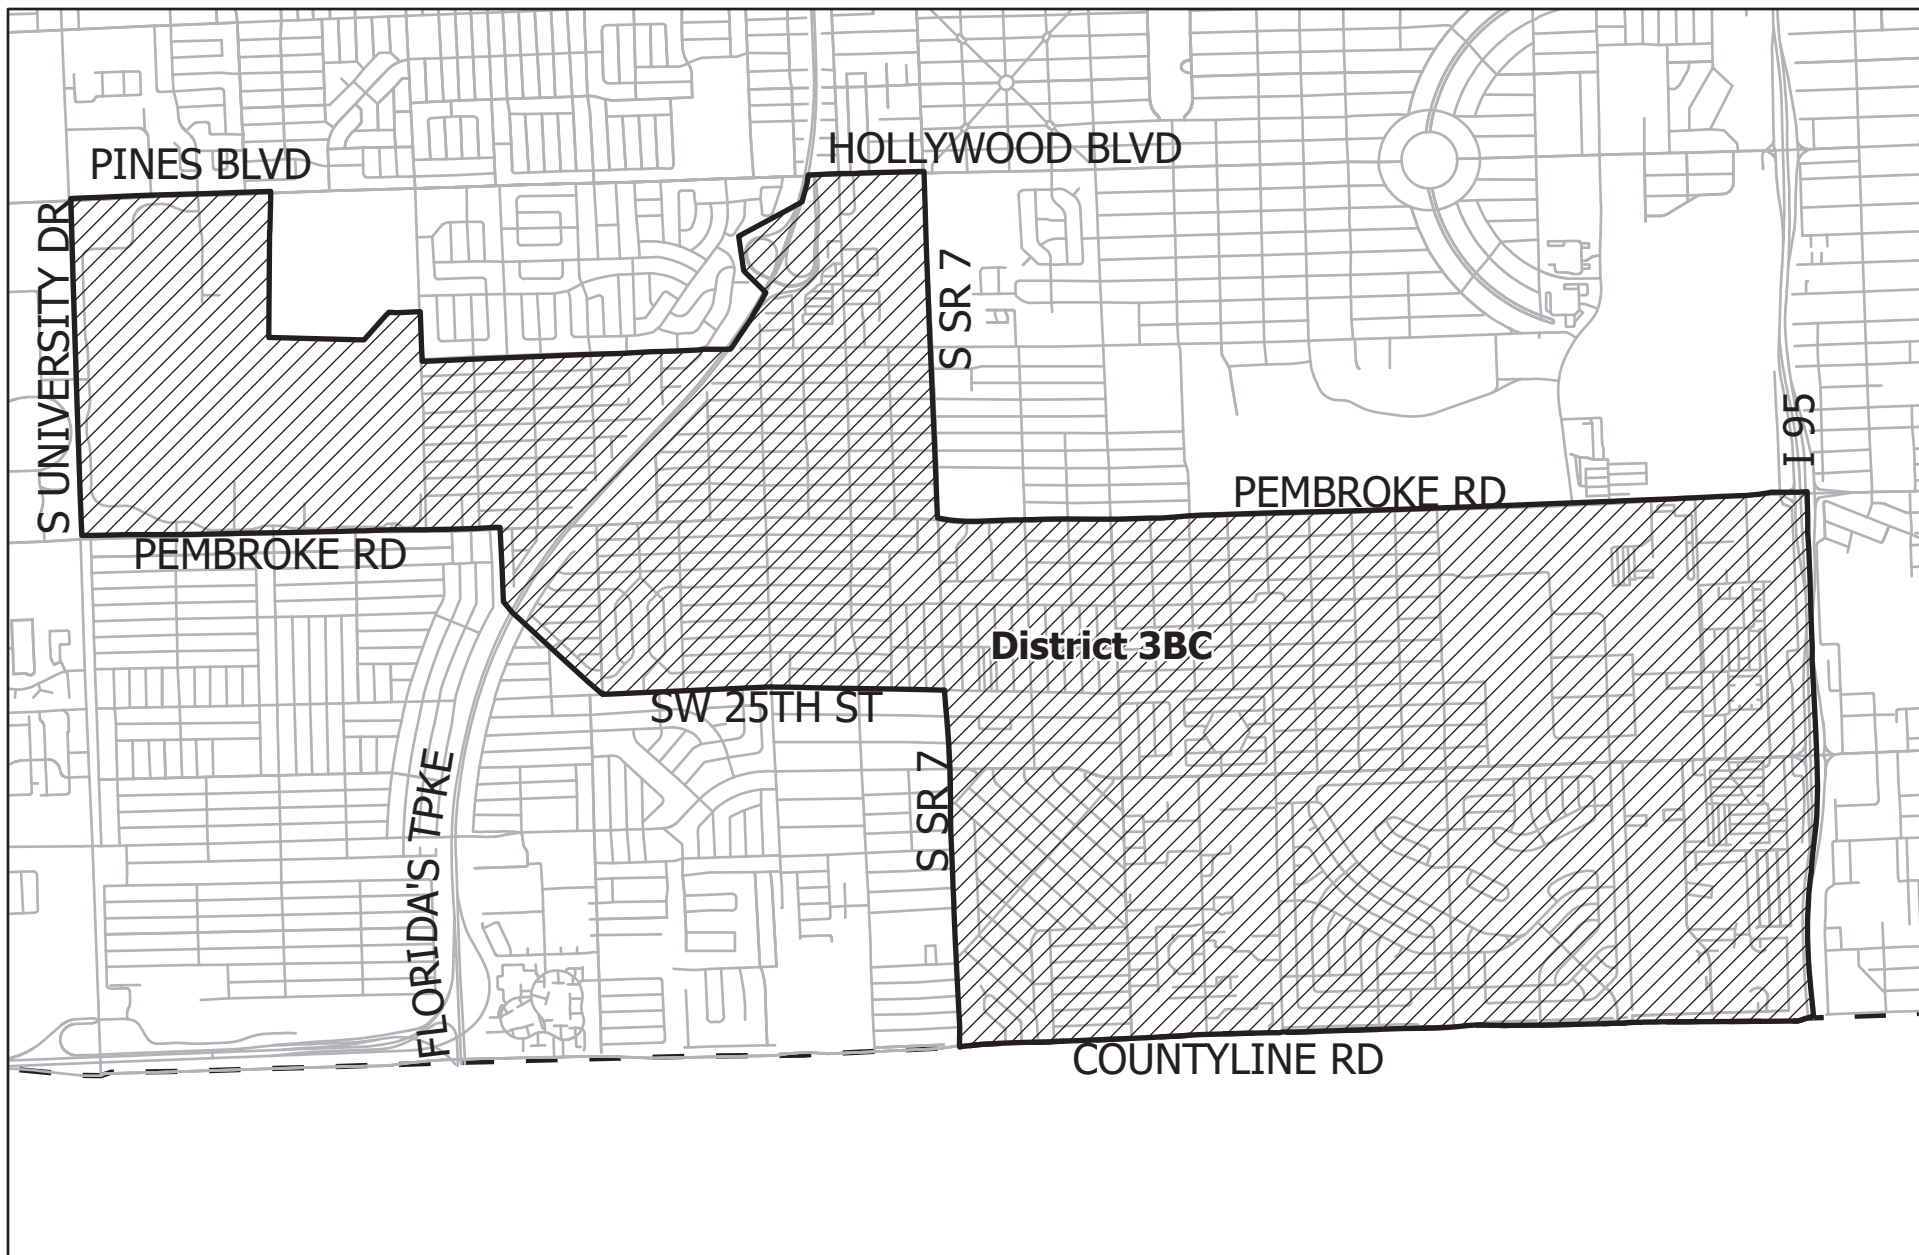 HOLLYWOOD BLVD
PINES BLVD
S UNIVERSITY DR
S SR 7
I 95
PEMBROKE RD
PEMBROKE RD
District 3BC
SW 25TH ST
FLORIDA'S TPKE
S SR 7
COUNTYLINE RD